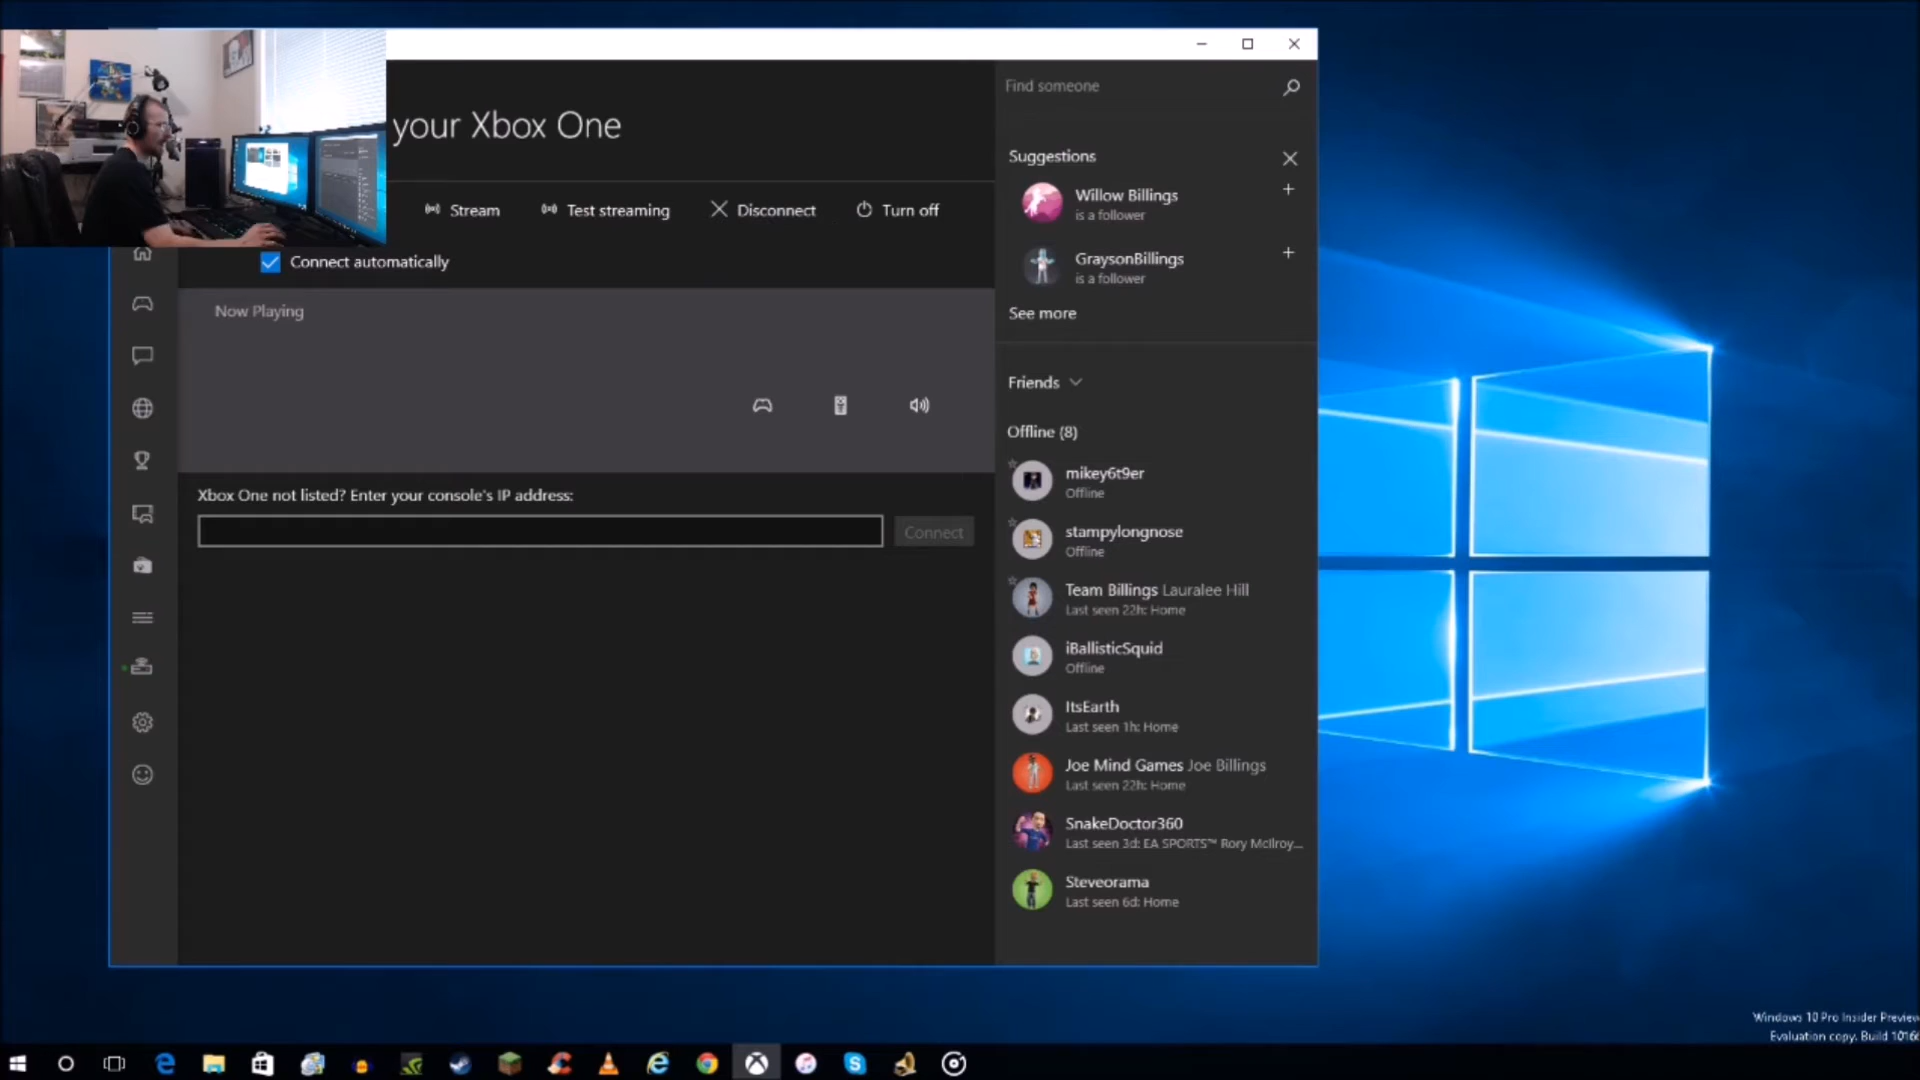 your Xbox One
Stream
Test streaming
Disconnect
Turn off
Connect automatically
Now Playing
Xbox One not listed? Enter your console's IP address:
Connect
Find someone
Suggestions
Willow Billings
is a follower
GraysonBillings
is a follower
See more
Friends
Offline (8)
mikey6t9er
Offline
stampylongnose
Offline
Team Billings Lauralee Hill
Last seen 22h: Home
iBallisticSquid
Offline
ItsEarth
Last seen 1h: Home
Joe Mind Games Joe Billings
Last seen 22h: Home
SnakeDoctor360
Last seen 3d: EA SPORTS™ Rory McIlroy...
Steveorama
Last seen 6d: Home
Windows 10 Pro Insider Preview
Evaluation copy. Build